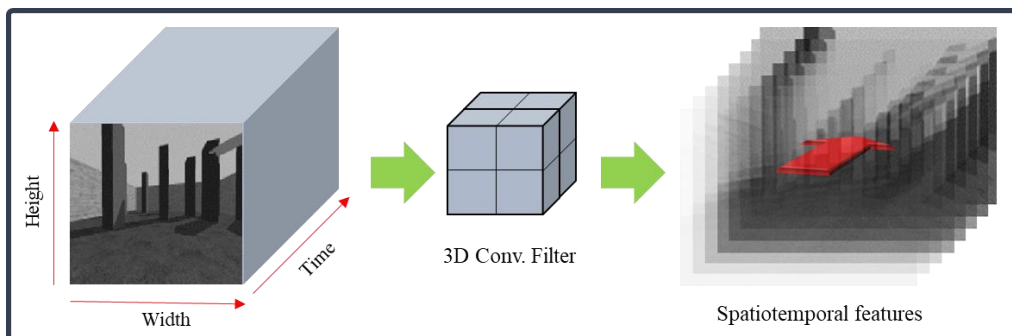 Height
Width
Time
3D Conv. Filter
Spatiotemporal features